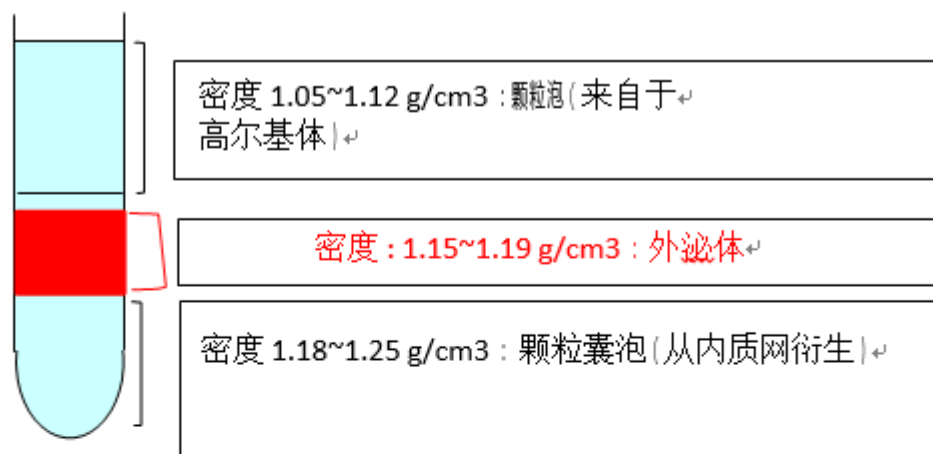 密度 1.05~1.12 g/cm3：颗粒泡(来自于↵
高尔基体)↵
密度：1.15~1.19 g/cm3：外泌体↵
密度 1.18~1.25 g/cm3：颗粒囊泡(从内质网衍生)↵